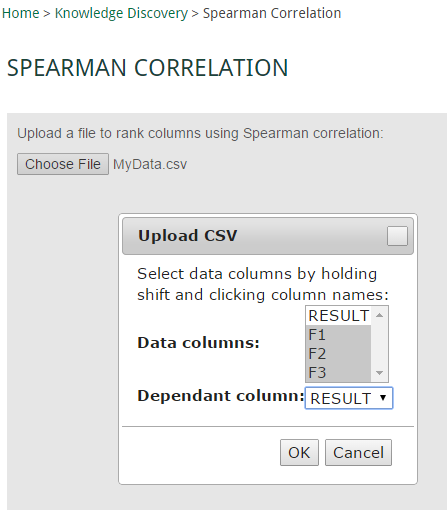 Home > Knowledge Discovery > Spearman Correlation
SPEARMAN CORRELATION
Upload a file to rank columns using Spearman correlation:
Choose File MyData.csv
Upload CSV
Select data columns by holding
shift and clicking column names:
Data columns:
RESULT
F1
F2
F3
Dependant column: RESULT
OK Cancel